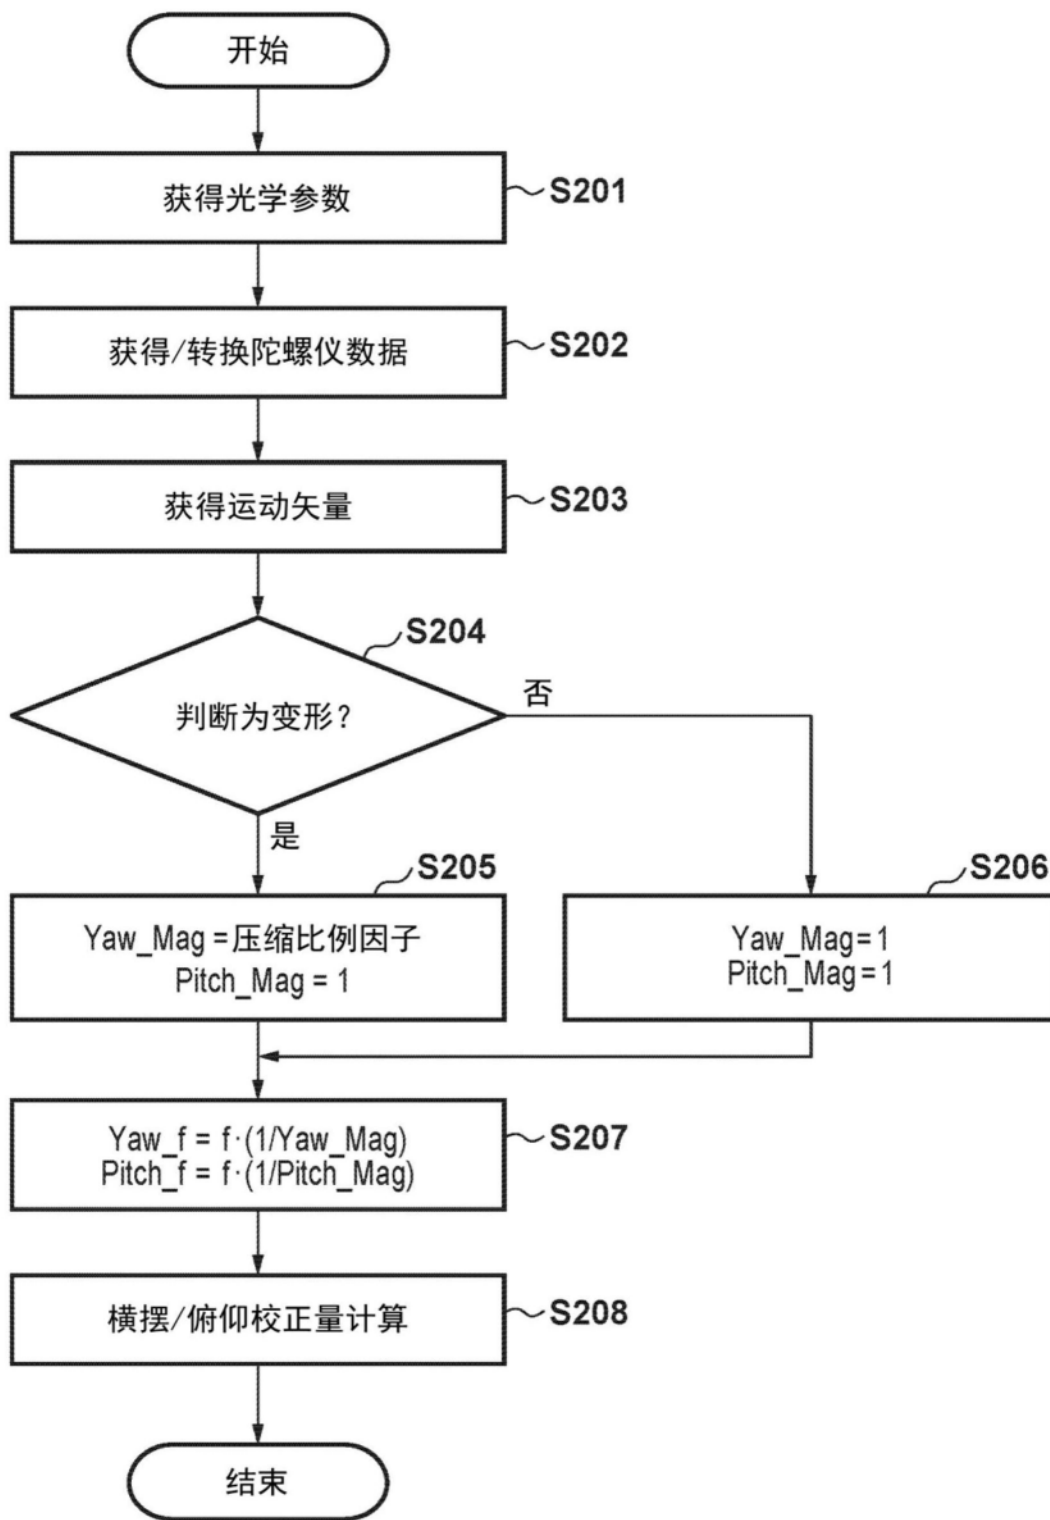 开始
获得光学参数
S201
获得/转换陀螺仪数据
S202
获得运动矢量
S203
S204
判断为变形?
否
是
S205
Yaw_Mag=压缩比例因子
Pitch_Mag = 1
S206
Yaw_Mag=1
Pitch_Mag=1
Yaw_f = f·(1/Yaw_Mag)
Pitch_f = f·(1/Pitch_Mag)
S207
横摆/俯仰校正量计算
S208
结束